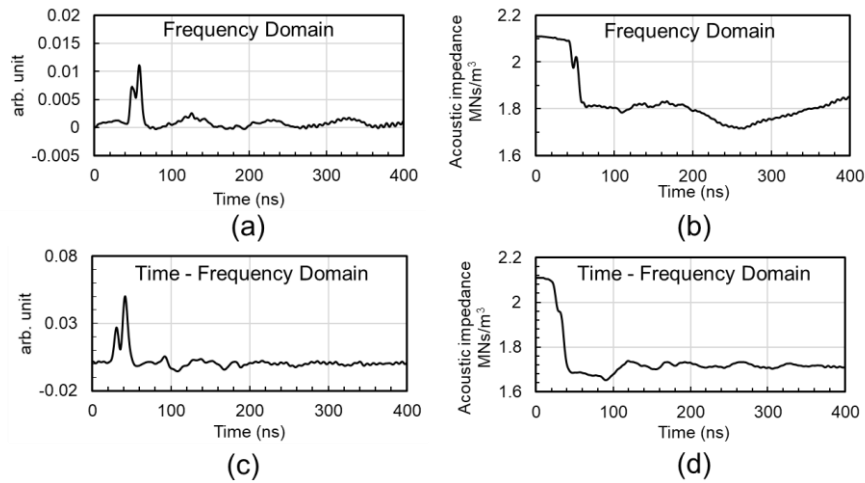 Frequency Domain
arb. unit
0.02
0.015
0.01
0.005
0
-0.005
0 100 200 300 400
Time (ns)
(a)
Frequency Domain
Acoustic impedance
MNs/m³
2.2
2
1.8
1.6
0 100 200 300 400
Time (ns)
(b)
Time - Frequency Domain
arb. unit
0.08
0.03
-0.02
0 100 200 300 400
Time (ns)
(c)
Time - Frequency Domain
Acoustic impedance
MNs/m³
2.2
2
1.8
1.6
0 100 200 300 400
Time (ns)
(d)